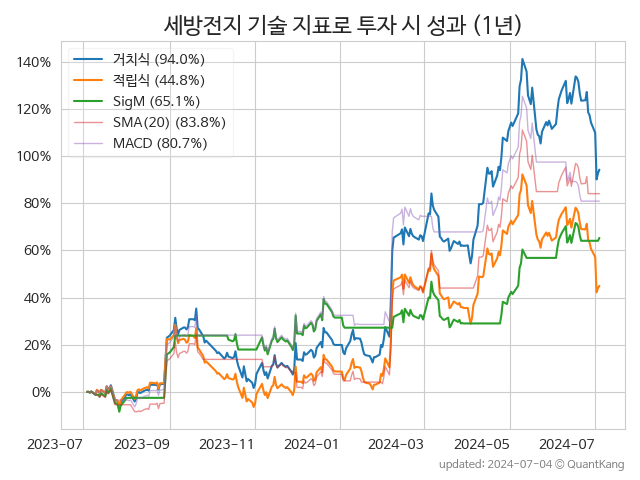 세방전지 기술 지표로 투자 시 성과 (1년)
140%
120%
100%
80%
60%
40%
20%
0%
거치식 (94.0%)
적립식 (44.8%)
SigM (65.1%)
SMA(20) (83.8%)
MACD (80.7%)
2023-07 2023-09 2023-11 2024-01 2024-03 2024-05 2024-07
updated: 2024-07-04 © QuantKang